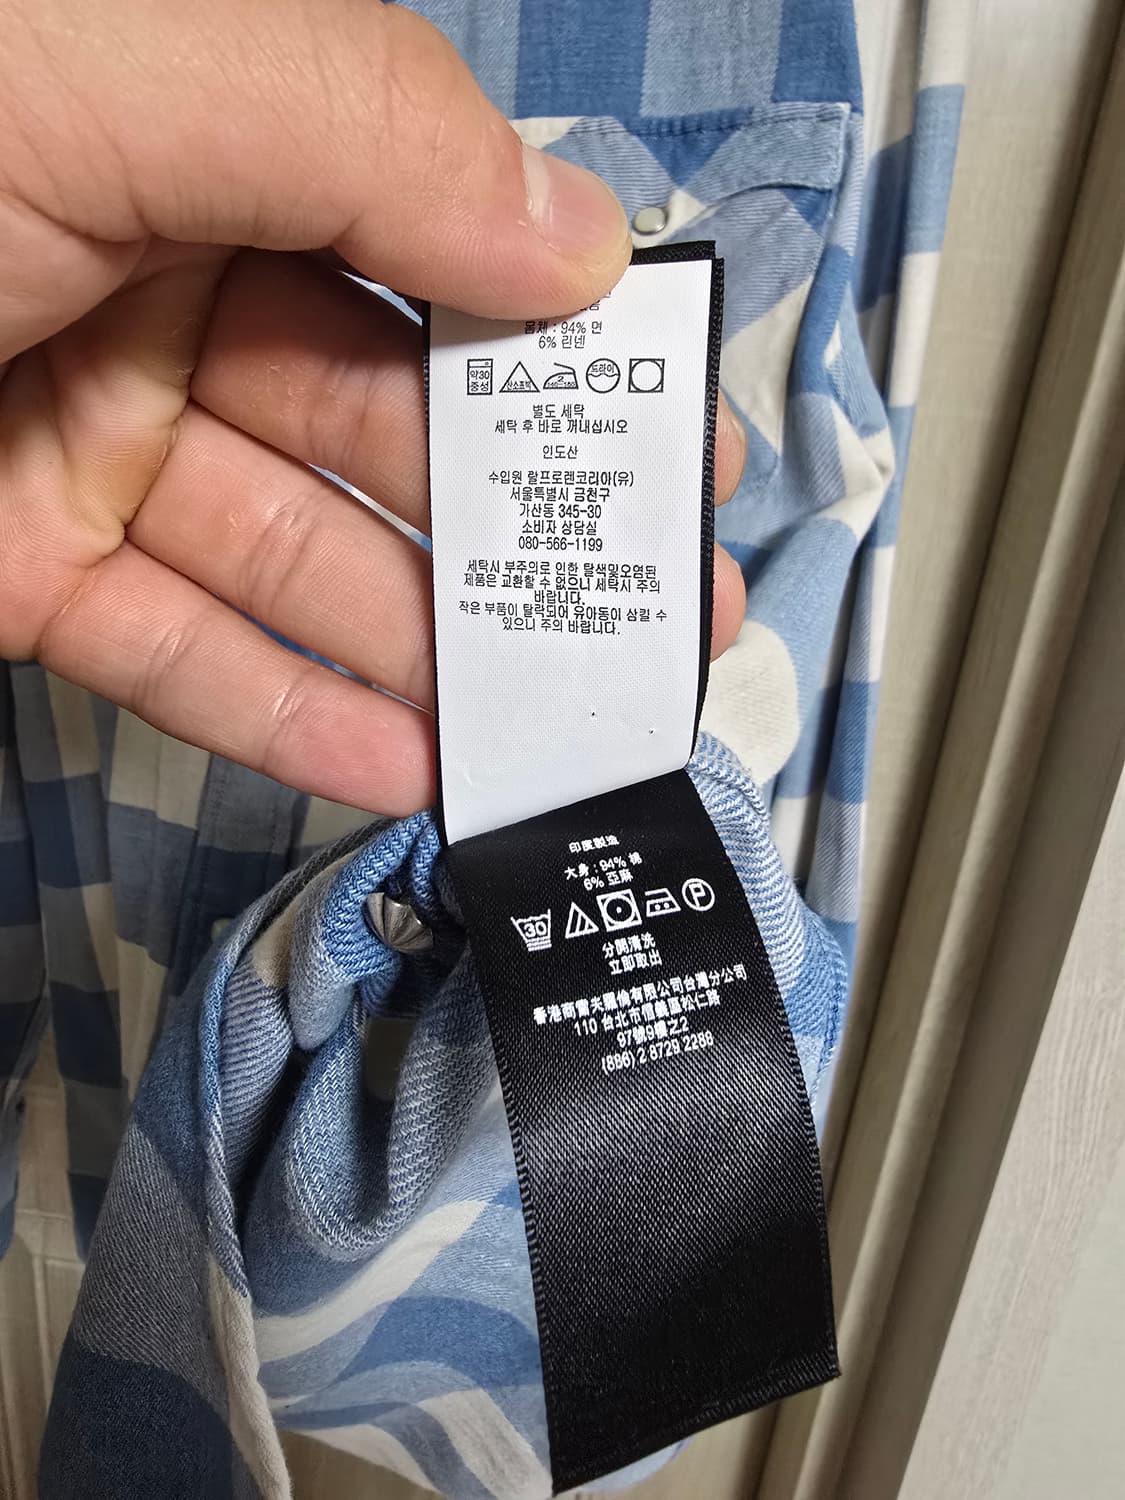 몸체 : 94% 면
6% 린넨
약30
중성
산소표백
2
140~160
드라이
별도 세탁
세탁 후 바로 꺼내십시오
인도산
수입원 랄프로렌코리아(유)
서울특별시 금천구
가산동 345-30
소비자 상담실
080-566-1199
세탁시 부주의로 인한 탈색및오염된
제품은 교환할 수 없으니 세탁시 주의
바랍니다.
작은 부품이 탈락되어 유아동이 삼킬 수
있으니 주의 바랍니다.
印度製造
大身 : 94% 棉
6% 亞麻
30
P
分開清洗
立即取出
香港商爾夫羅倫有限公司台灣分公司
110 台北市信義區松仁路
97號9樓之2
(886) 2 8729 2288